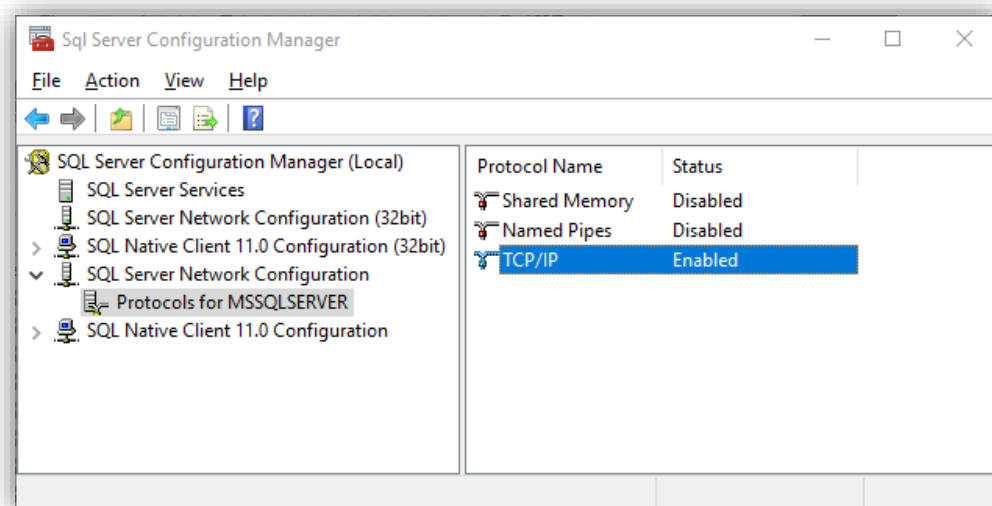 Sql Server Configuration Manager
File Action View Help
SQL Server Configuration Manager (Local)
SQL Server Services
SQL Server Network Configuration (32bit)
SQL Native Client 11.0 Configuration (32bit)
SQL Server Network Configuration
Protocols for MSSQLSERVER
SQL Native Client 11.0 Configuration
Protocol Name Status
Shared Memory Disabled
Named Pipes Disabled
TCP/IP Enabled